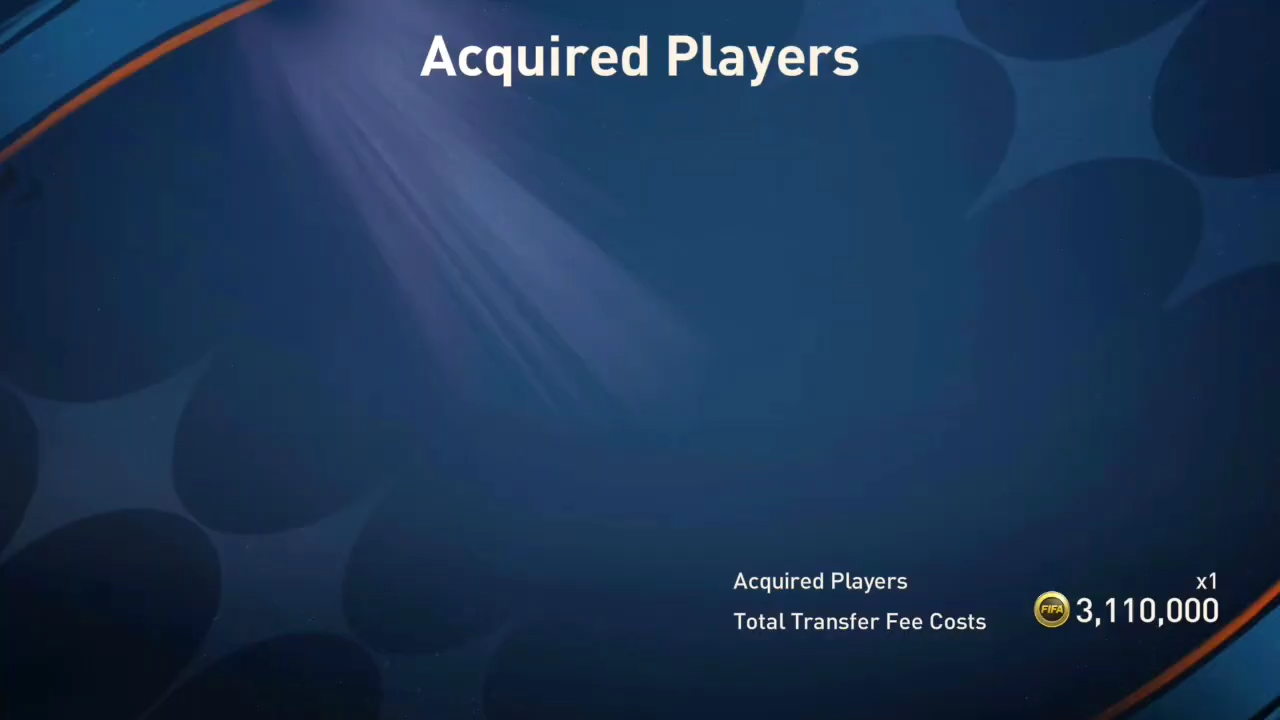 Acquired Players
Acquired Players x1
Total Transfer Fee Costs FIFA 3,110,000